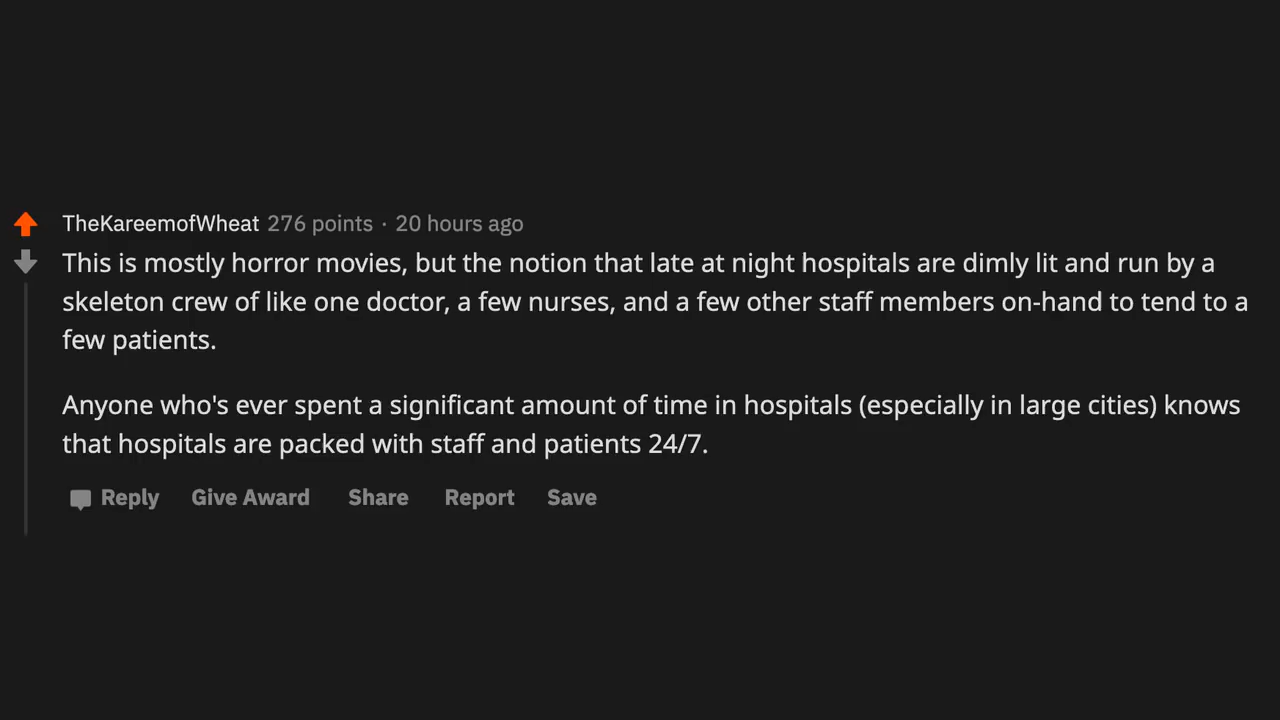 TheKareemofWheat 276 points · 20 hours ago
This is mostly horror movies, but the notion that late at night hospitals are dimly lit and run by a
skeleton crew of like one doctor, a few nurses, and a few other staff members on-hand to tend to a
few patients.
Anyone who's ever spent a significant amount of time in hospitals (especially in large cities) knows
that hospitals are packed with staff and patients 24/7.
Reply Give Award Share Report Save